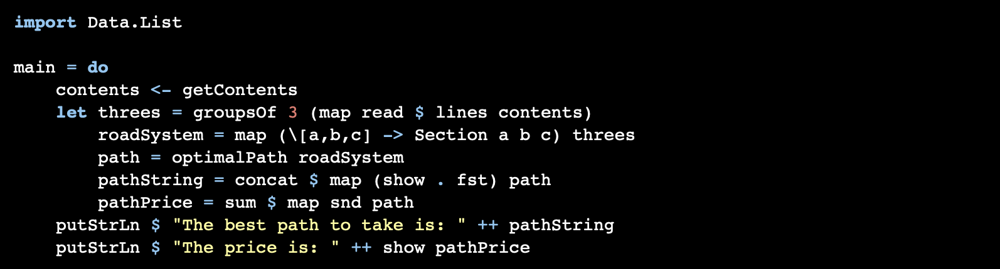 import Data.List

main = do
    contents <- getContents
    let threes = groupsOf 3 (map read $ lines contents)
        roadSystem = map (\[a,b,c] -> Section a b c) threes
        path = optimalPath roadSystem
        pathString = concat $ map (show . fst) path
        pathPrice = sum $ map snd path
    putStrLn $ "The best path to take is: " ++ pathString
    putStrLn $ "The price is: " ++ show pathPrice